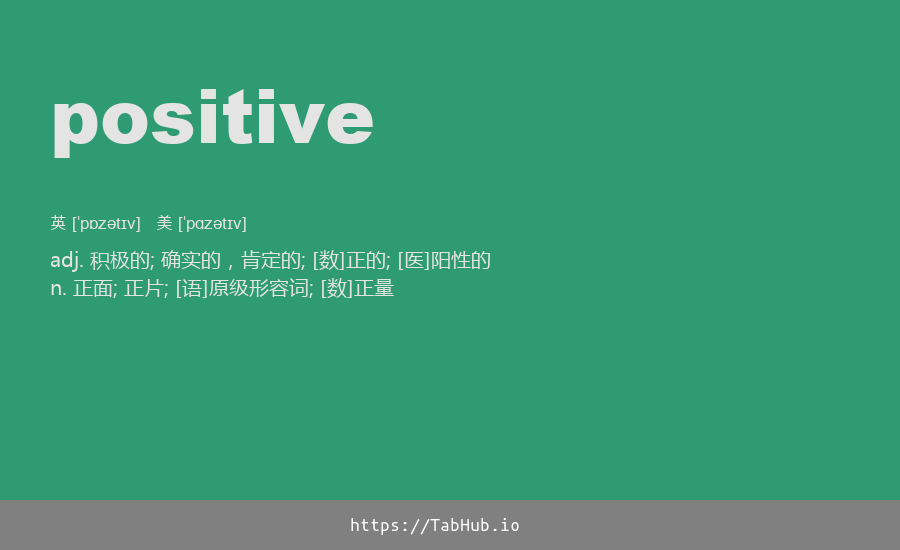 positive
英 [ˈpɒzətɪv] 美 [ˈpɑzətɪv]
adj. 积极的; 确实的，肯定的; [数]正的; [医]阳性的
n. 正面; 正片; [语]原级形容词; [数]正量
https://TabHub.io